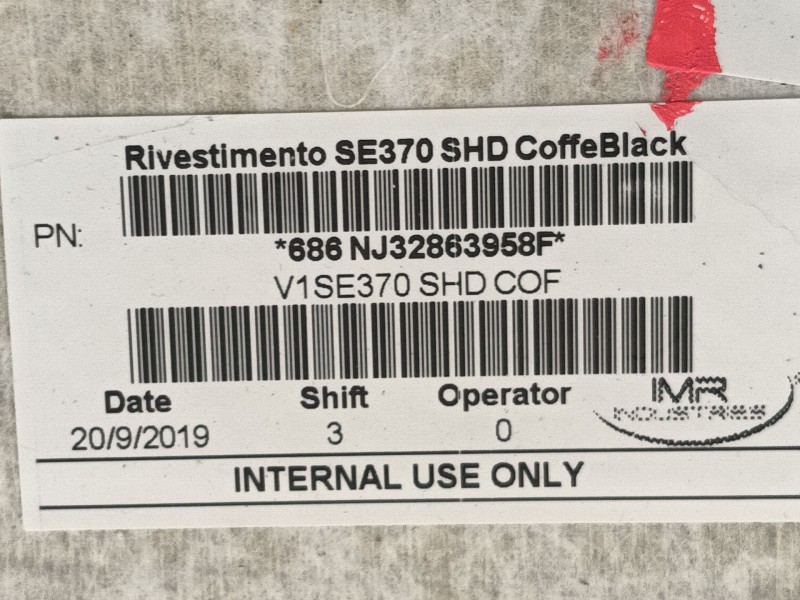 Rivestimento SE370 SHD CoffeBlack
PN:
*686 NJ32863958F*
V1SE370 SHD COF
Date Shift Operator
20/9/2019 3 0
IMR
INDUSTRIES
INTERNAL USE ONLY